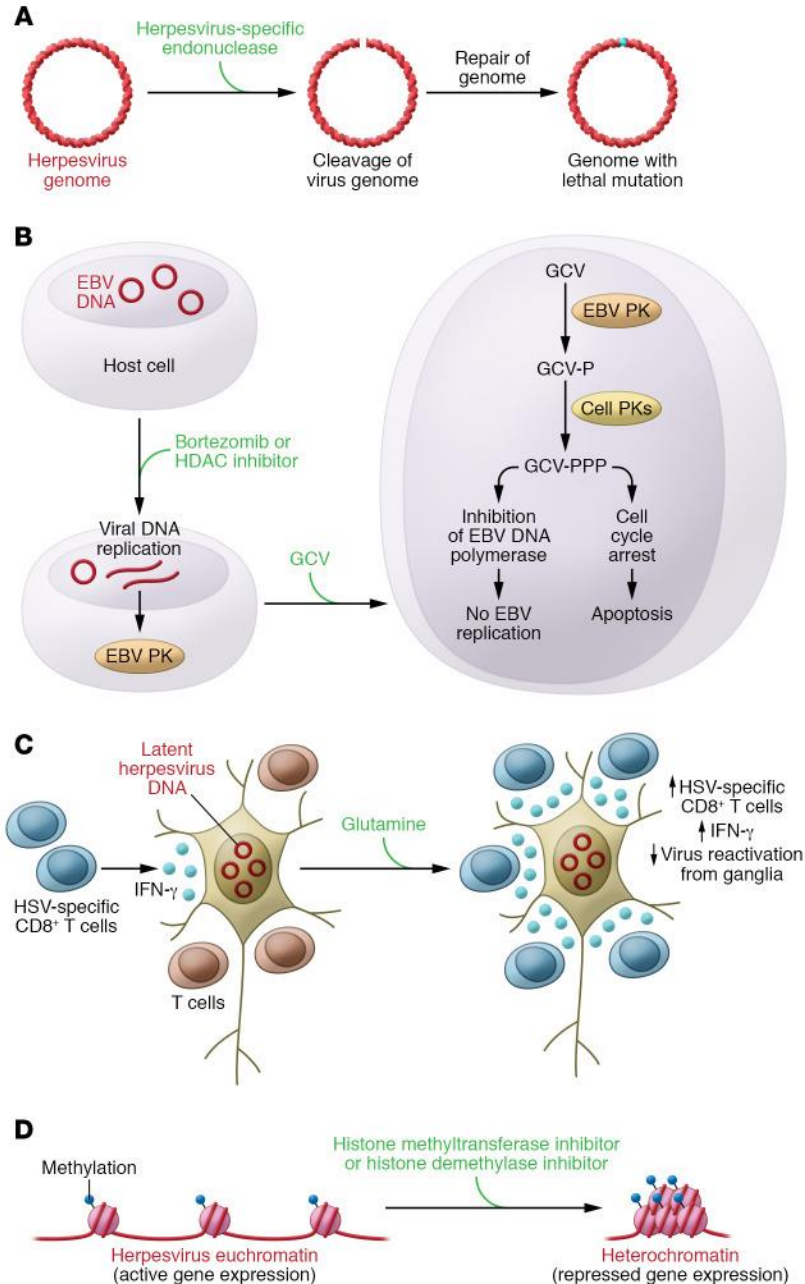 A
Herpesvirus-specific
endonuclease
Repair of
genome
Herpesvirus
genome
Cleavage of
virus genome
Genome with
lethal mutation
B
EBV
DNA
Host cell
Bortezomib or
HDAC inhibitor
Viral DNA
replication
EBV PK
GCV
GCV
EBV PK
GCV-P
Cell PKs
GCV-PPP
Inhibition
of EBV DNA
polymerase
Cell
cycle
arrest
No EBV
replication
Apoptosis
C
Latent
herpesvirus
DNA
HSV-specific
CD8⁺ T cells
IFN-γ
T cells
Glutamine
↑HSV-specific
CD8⁺ T cells
↑IFN-γ
↓Virus reactivation
from ganglia
D
Methylation
Histone methyltransferase inhibitor
or histone demethylase inhibitor
Herpesvirus euchromatin
(active gene expression)
Heterochromatin
(repressed gene expression)